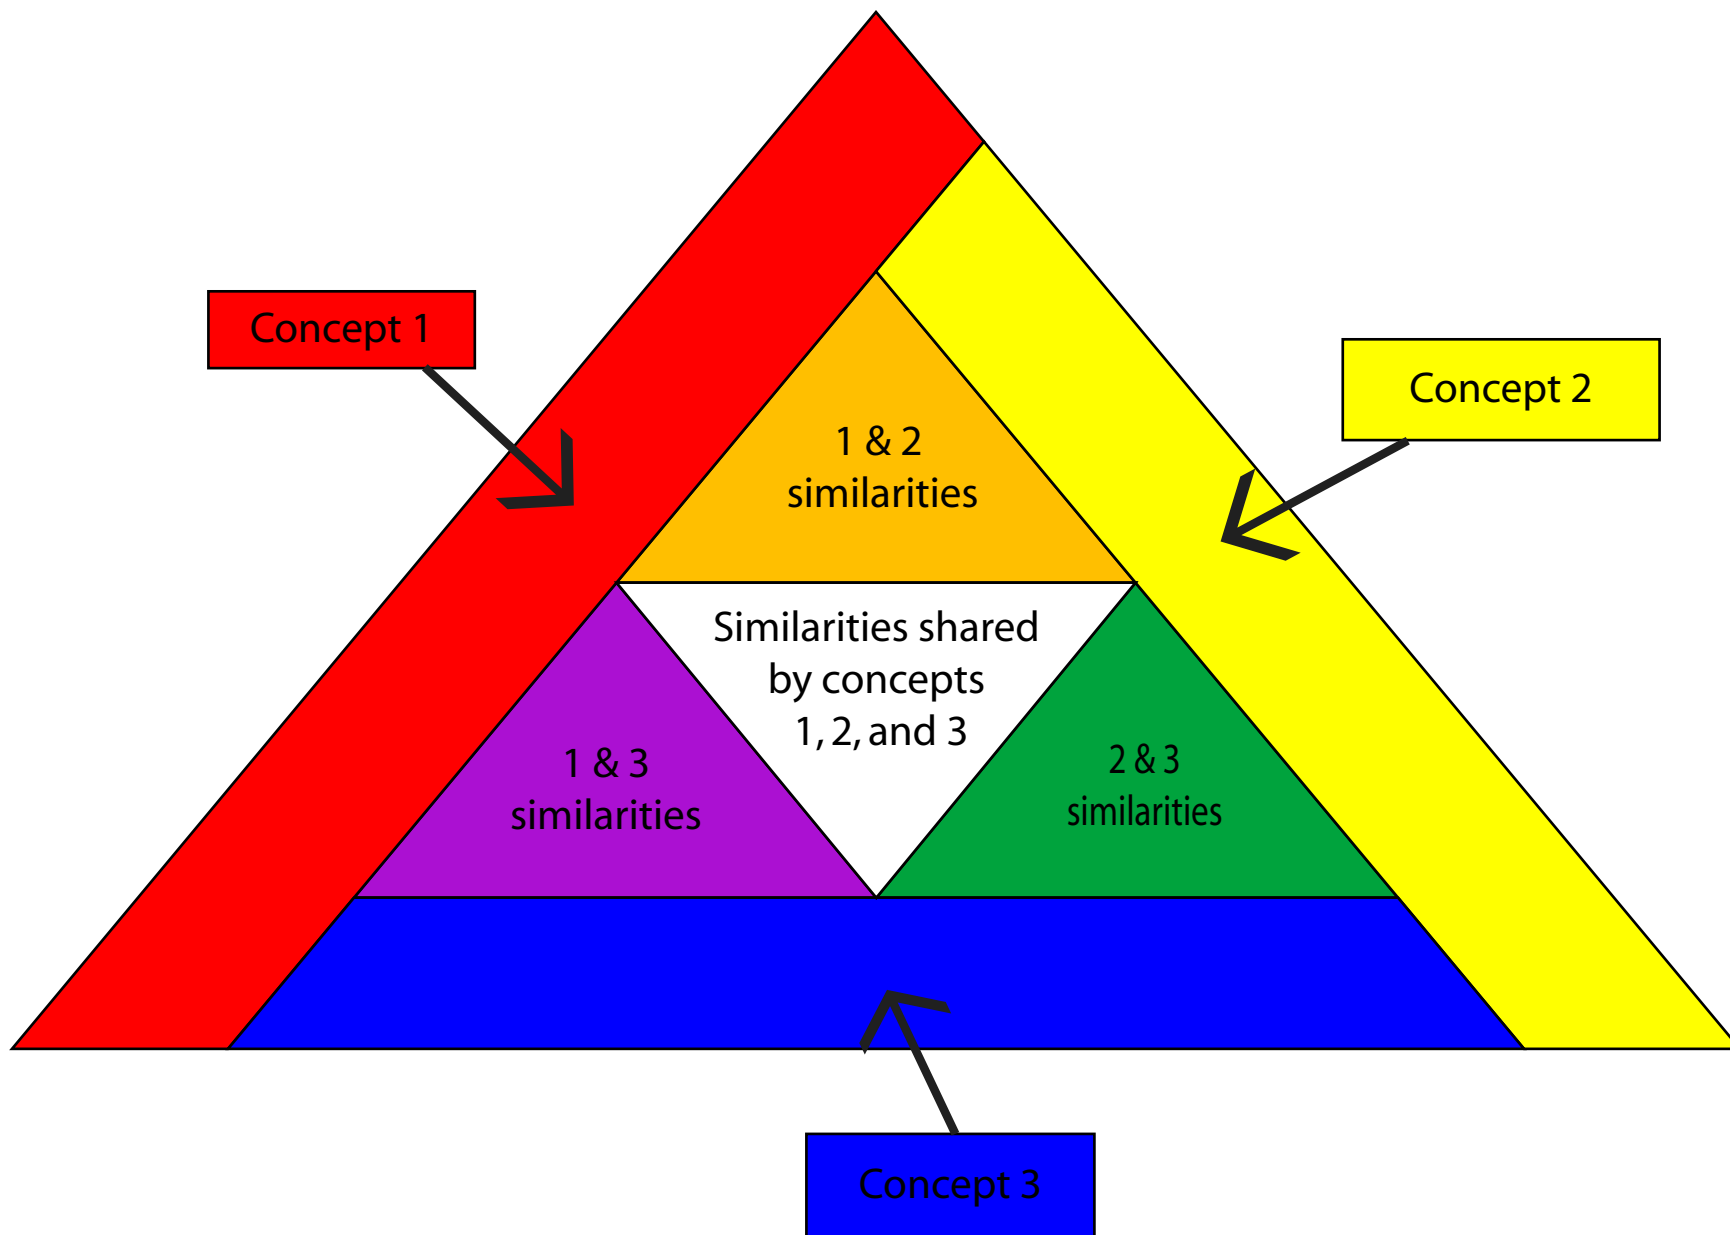 Concept 1
Concept 2
1 & 2
similarities
Similarities shared
by concepts
1, 2, and 3
1 & 3
similarities
2 & 3
similarities
Concept 3